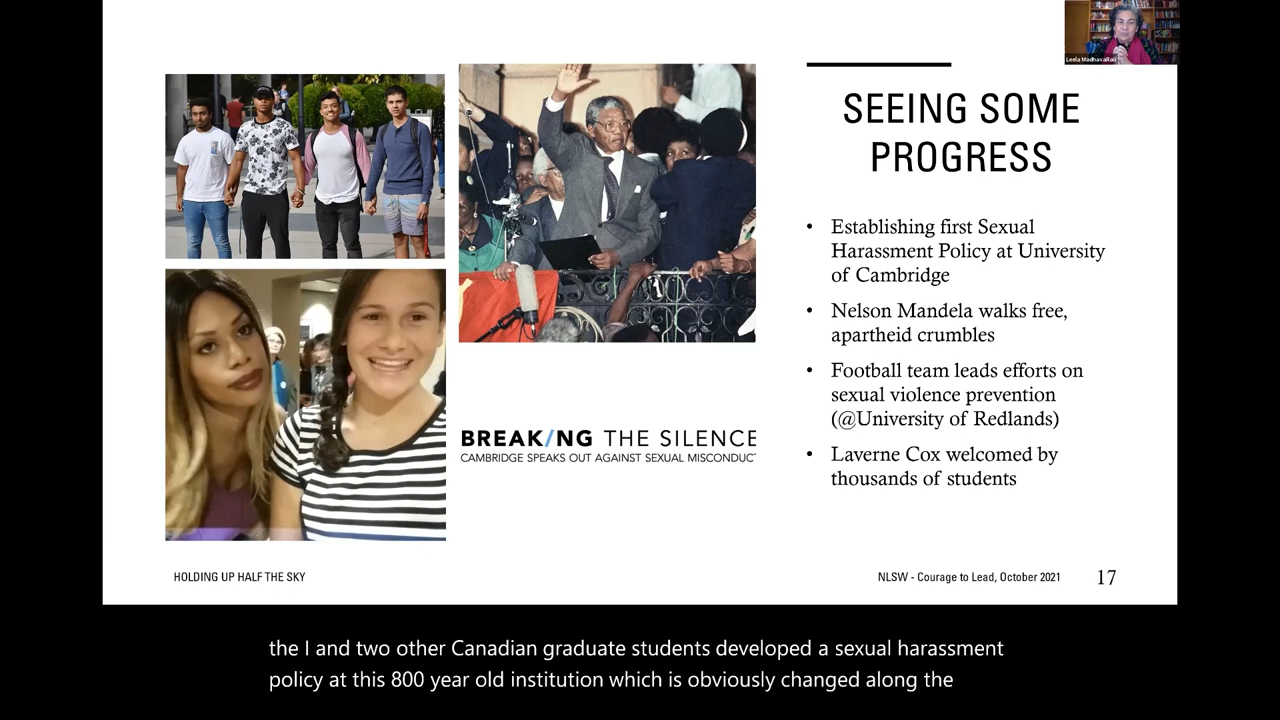 Leela MadhavaRau
SEEING SOME
PROGRESS
• Establishing first Sexual
Harassment Policy at University
of Cambridge
• Nelson Mandela walks free,
apartheid crumbles
• Football team leads efforts on
sexual violence prevention
(@University of Redlands)
• Laverne Cox welcomed by
thousands of students
BREAK/NG THE SILENCE
CAMBRIDGE SPEAKS OUT AGAINST SEXUAL MISCONDUC
HOLDING UP HALF THE SKY
NLSW - Courage to Lead, October 2021
17
the I and two other Canadian graduate students developed a sexual harassment
policy at this 800 year old institution which is obviously changed along the